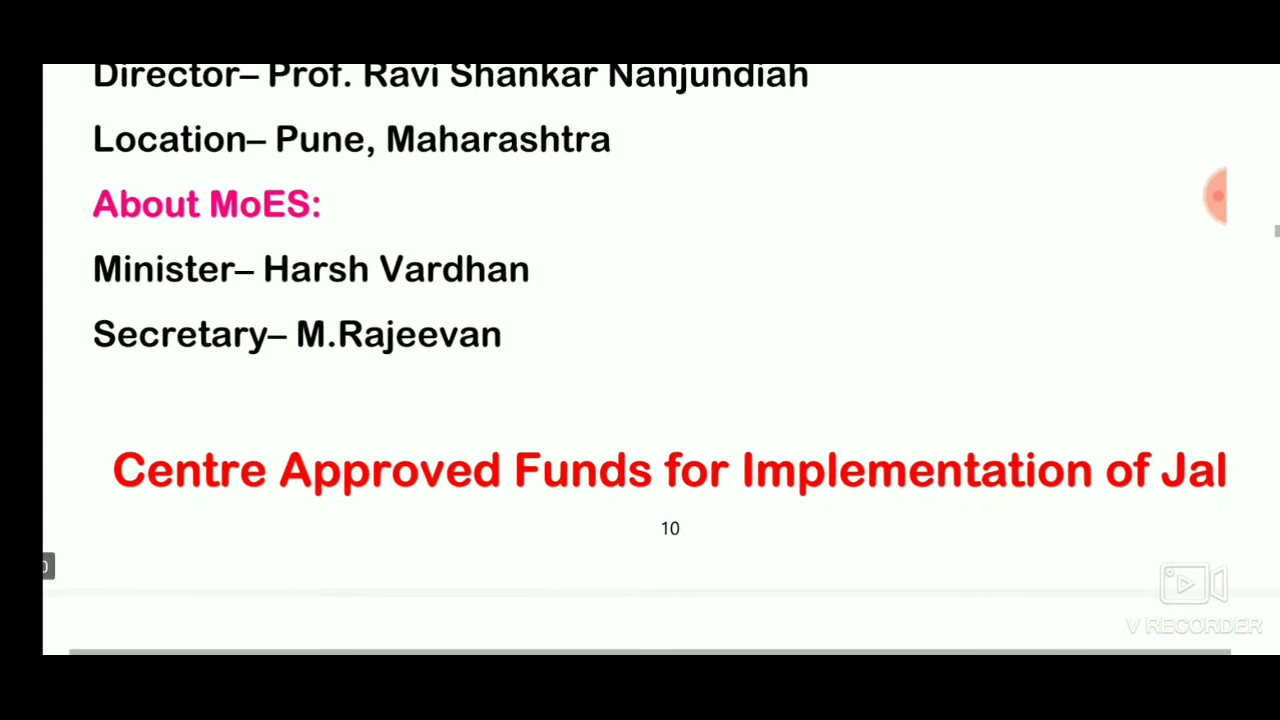 Director– Prof. Ravi Shankar Nanjundiah
Location– Pune, Maharashtra
About MoES:
Minister– Harsh Vardhan
Secretary– M.Rajeevan
Centre Approved Funds for Implementation of Jal
10
V RECORDER